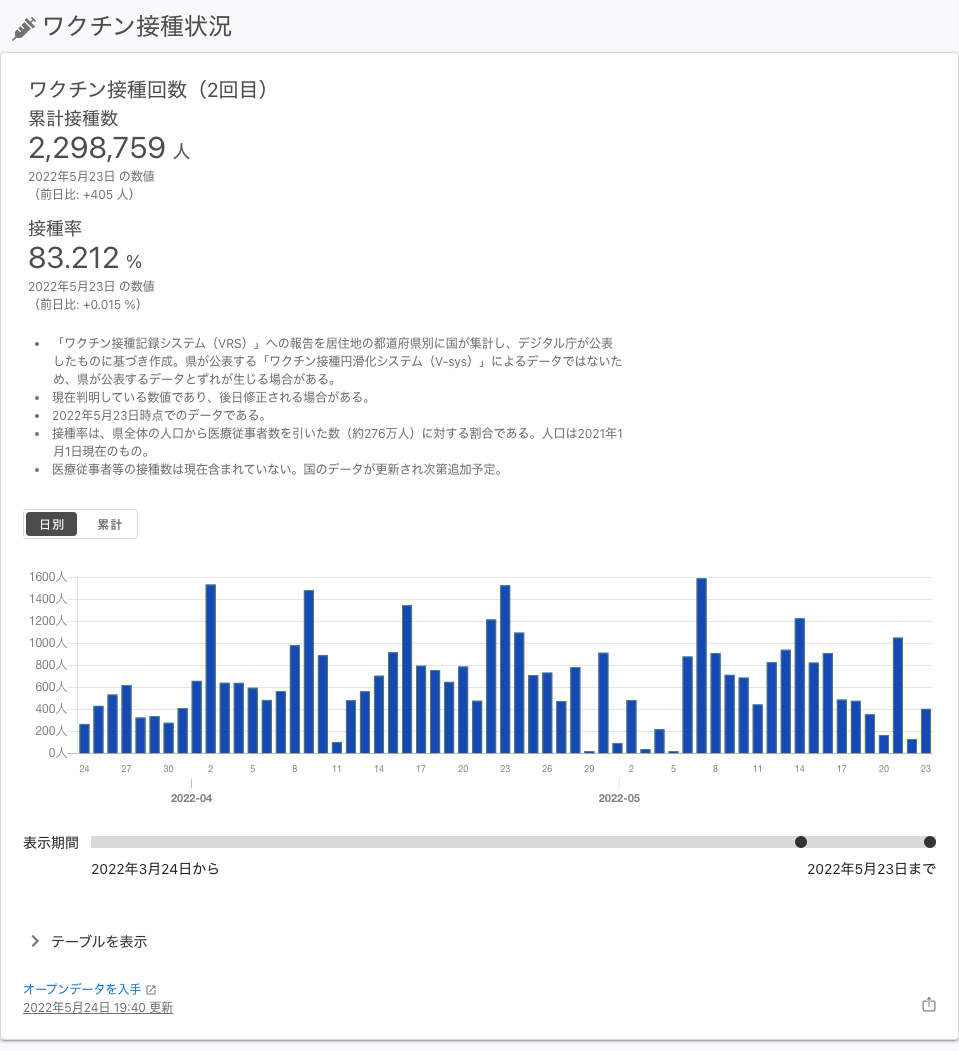 ワクチン接種状況
ワクチン接種回数（2回目）
累計接種数
2,298,759 人
2022年5月23日 の数値
（前日比: +405 人）
接種率
83.212 %
2022年5月23日 の数値
（前日比: +0.015 %）
• 「ワクチン接種記録システム（VRS）」への報告を居住地の都道府県別に国が集計し、デジタル庁が公表
したものに基づき作成。県が公表する「ワクチン接種円滑化システム（V-sys）」によるデータではないた
め、県が公表するデータとずれが生じる場合がある。
• 現在判明している数値であり、後日修正される場合がある。
• 2022年5月23日時点でのデータである。
• 接種率は、県全体の人口から医療従事者数を引いた数（約276万人）に対する割合である。人口は2021年1
月1日現在のもの。
• 医療従事者等の接種数は現在含まれていない。国のデータが更新され次第追加予定。
日別 累計
1600人
1400人
1200人
1000人
800人
600人
400人
200人
0人
24 27 30 2 5 8 11 14 17 20 23 26 29 2 5 8 11 14 17 20 23
2022-04 2022-05
表示期間
2022年3月24日から 2022年5月23日まで
テーブルを表示
オープンデータを入手
2022年5月24日 19:40 更新